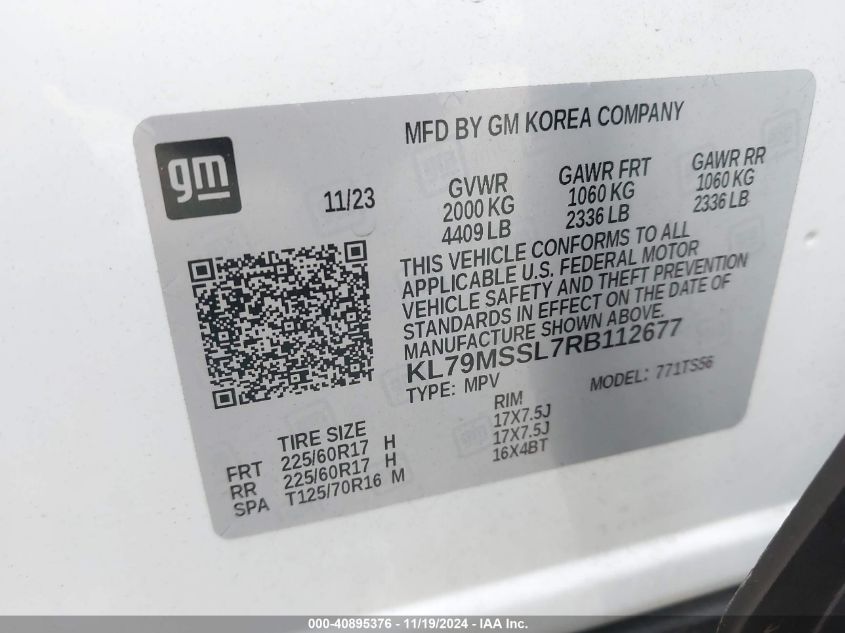 MFD BY GM KOREA COMPANY
gm
11/23
GVWR
2000 KG
4409 LB
GAWR FRT
1060 KG
2336 LB
GAWR RR
1060 KG
2336 LB
THIS VEHICLE CONFORMS TO ALL
APPLICABLE U.S. FEDERAL MOTOR
VEHICLE SAFETY AND THEFT PREVENTION
STANDARDS IN EFFECT ON THE DATE OF
MANUFACTURE SHOWN ABOVE.
KL79MSSL7RB112677
TYPE: MPV
MODEL: 771TS56
TIRE SIZE RIM
FRT 225/60R17 H 17X7.5J
RR 225/60R17 H 17X7.5J
SPA T125/70R16 M 16X4BT
000-40895376 - 11/19/2024 - IAA Inc.